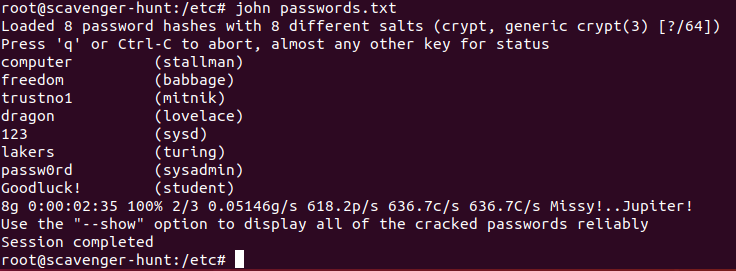 root@scavenger-hunt:/etc# john passwords.txt
Loaded 8 password hashes with 8 different salts (crypt, generic crypt(3) [?/64])
Press 'q' or Ctrl-C to abort, almost any other key for status
computer         (stallman)
freedom          (babbage)
trustno1         (mitnik)
dragon           (lovelace)
123              (sysd)
lakers           (turing)
passw0rd         (sysadmin)
Goodluck!        (student)
8g 0:00:02:35 100% 2/3 0.05146g/s 618.2p/s 636.7c/s 636.7C/s Missy!..Jupiter!
Use the "--show" option to display all of the cracked passwords reliably
Session completed
root@scavenger-hunt:/etc#